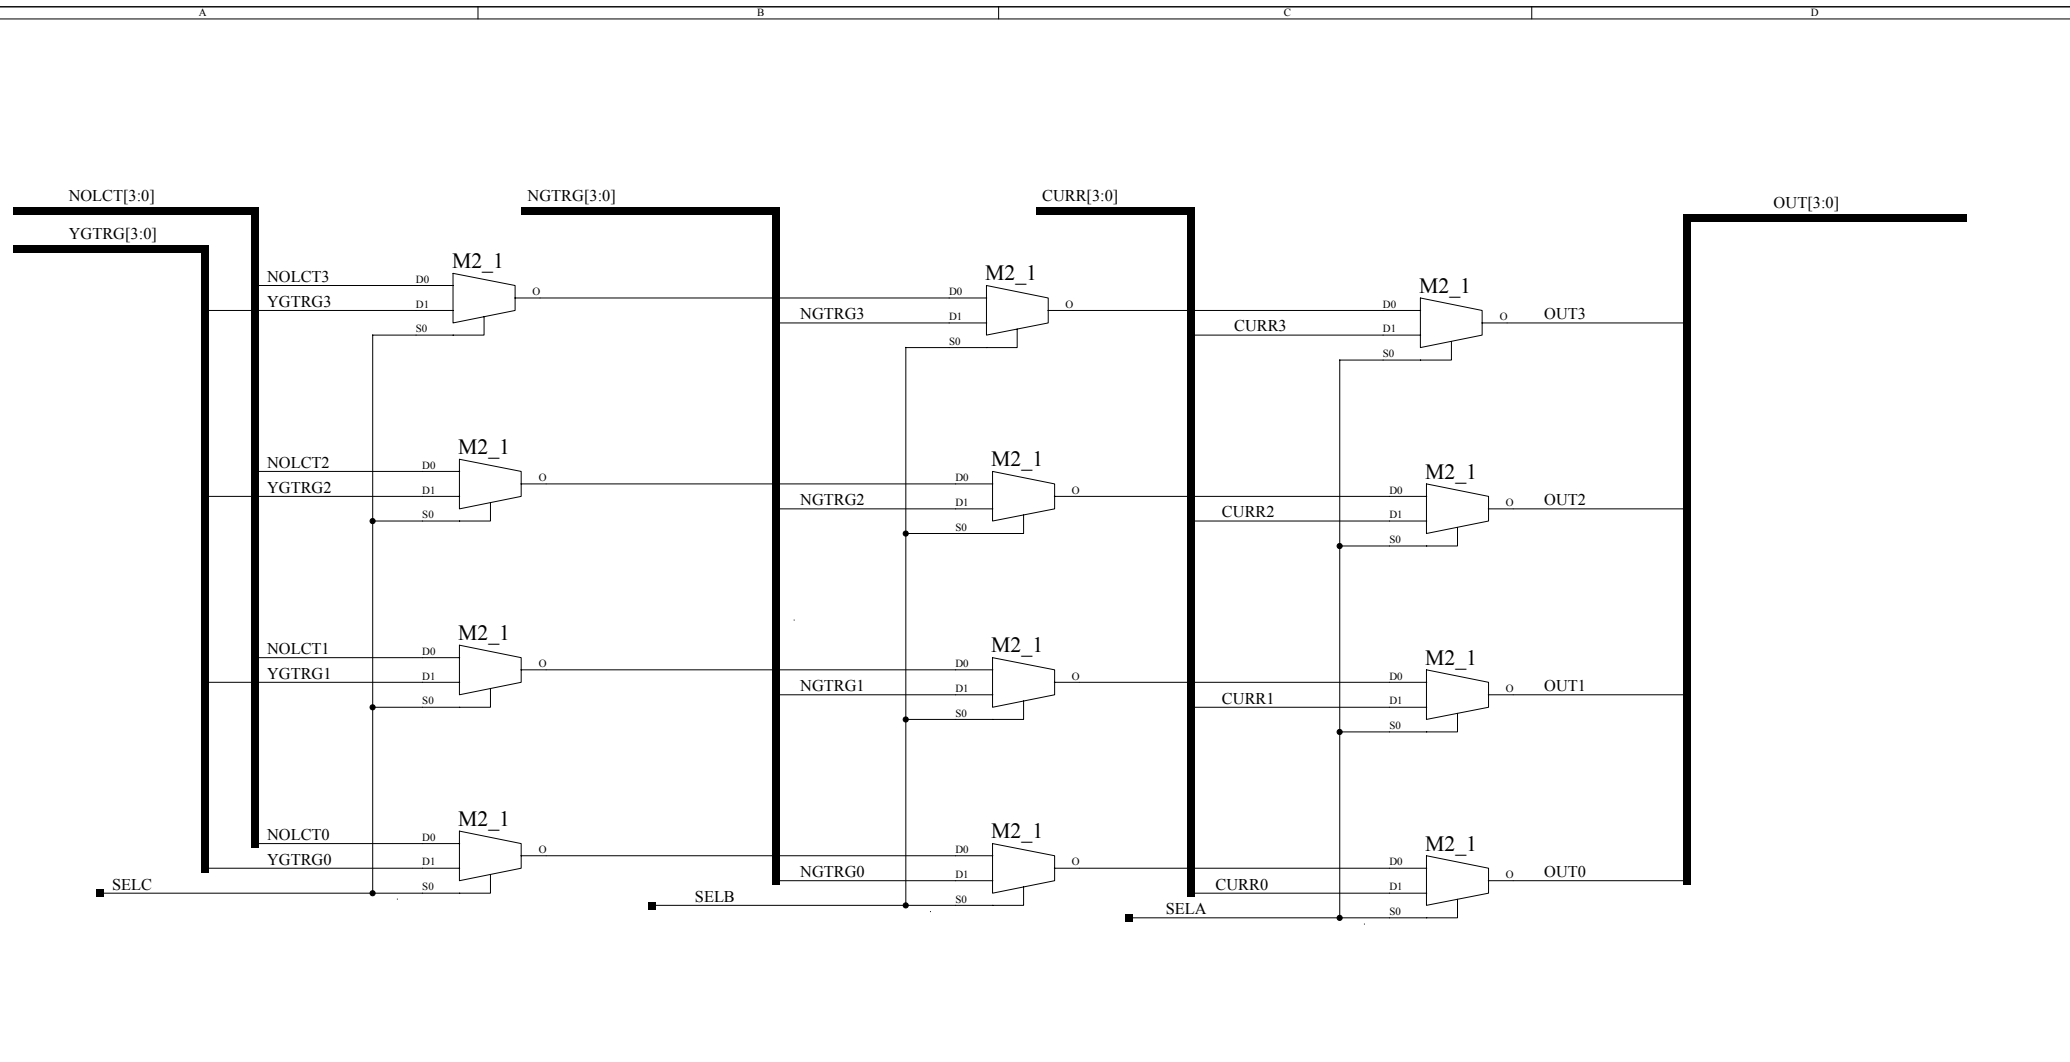 A B C D
NOLCT[3:0] NGTRG[3:0] CURR[3:0] OUT[3:0]
YGTRG[3:0]
M2_1 M2_1 M2_1
NOLCT3 D0 O D0 O D0 O OUT3
YGTRG3 D1 NGTRG3 D1 CURR3 D1
S0 S0 S0
M2_1 M2_1 M2_1
NOLCT2 D0 O D0 O D0 O OUT2
YGTRG2 D1 NGTRG2 D1 CURR2 D1
S0 S0 S0
M2_1 M2_1 M2_1
NOLCT1 D0 O D0 O D0 O OUT1
YGTRG1 D1 NGTRG1 D1 CURR1 D1
S0 S0 S0
M2_1 M2_1 M2_1
NOLCT0 D0 O D0 O D0 O OUT0
YGTRG0 D1 NGTRG0 D1 CURR0 D1
SELC S0 SELB S0 SELA S0